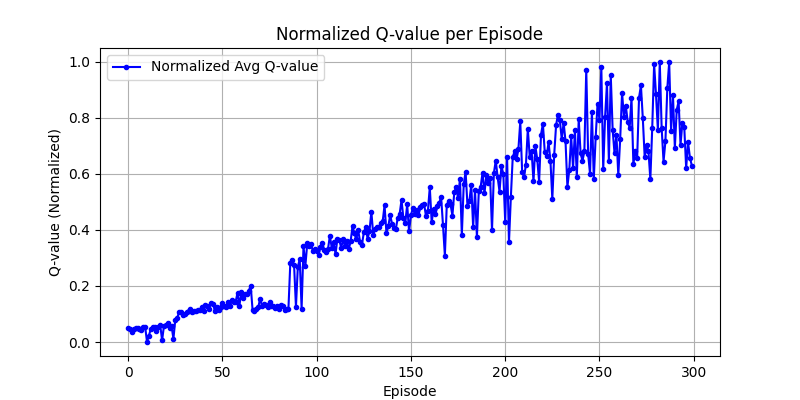 Normalized Q-value per Episode
Normalized Avg Q-value
Q-value (Normalized)
1.0
0.8
0.6
0.4
0.2
0.0
0 50 100 150 200 250 300
Episode